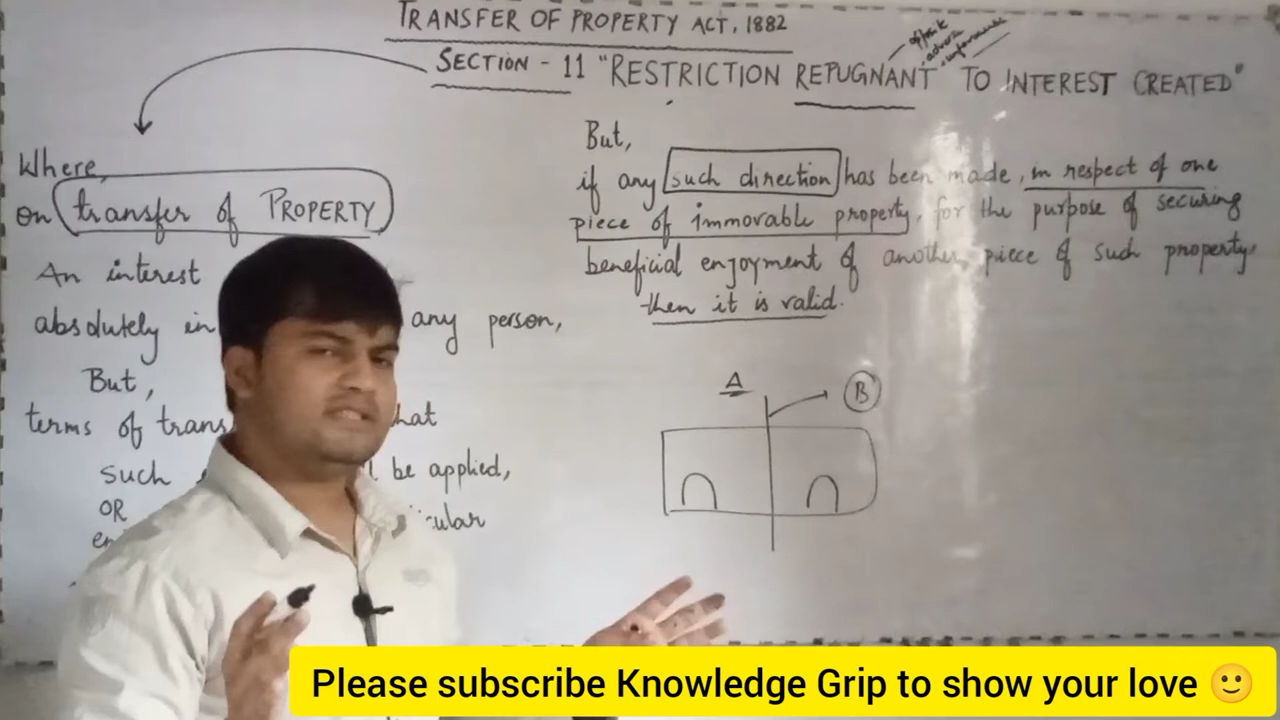 TRANSFER OF PROPERTY ACT, 1882
SECTION - 11 "RESTRICTION REPUGNANT TO INTEREST CREATED"
Where,
on transfer of PROPERTY
An interest
absolutely in any person,
But,
terms of trans hat
such be applied,
OR icular
But,
if any such direction has been made, in respect of one
piece of immovable property, for the purpose of securing
beneficial enjoyment of another piece of such property,
then it is valid.
A
B
Please subscribe Knowledge Grip to show your love 🙂